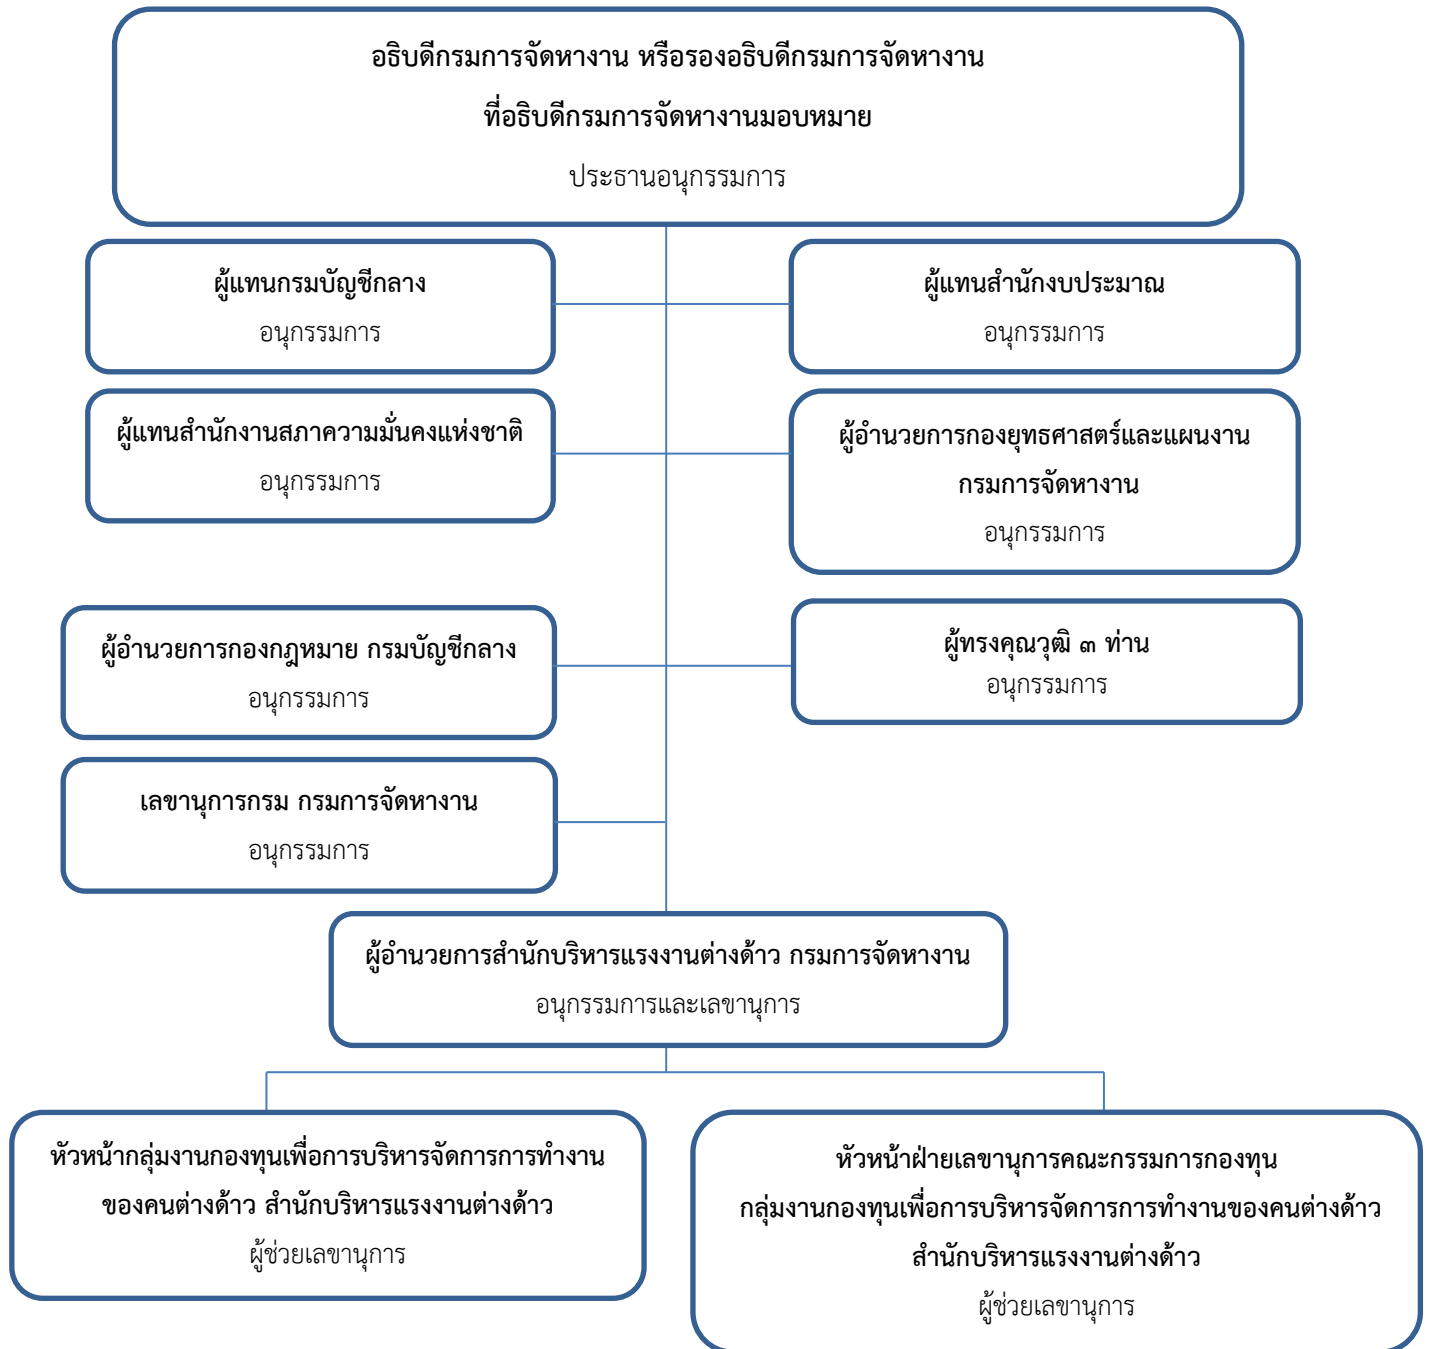 อธิบดีกรมการจัดหางาน หรือรองอธิบดีกรมการจัดหางาน
ที่อธิบดีกรมการจัดหางานมอบหมาย
ประธานอนุกรรมการ
ผู้แทนกรมบัญชีกลาง
อนุกรรมการ
ผู้แทนสำนักงบประมาณ
อนุกรรมการ
ผู้แทนสำนักงานสภาความมั่นคงแห่งชาติ
อนุกรรมการ
ผู้อำนวยการกองยุทธศาสตร์และแผนงาน
กรมการจัดหางาน
อนุกรรมการ
ผู้อำนวยการกองกฎหมาย กรมบัญชีกลาง
อนุกรรมการ
ผู้ทรงคุณวุฒิ ๓ ท่าน
อนุกรรมการ
เลขานุการกรม กรมการจัดหางาน
อนุกรรมการ
ผู้อำนวยการสำนักบริหารแรงงานต่างด้าว กรมการจัดหางาน
อนุกรรมการและเลขานุการ
หัวหน้ากลุ่มงานกองทุนเพื่อการบริหารจัดการการทำงาน
ของคนต่างด้าว สำนักบริหารแรงงานต่างด้าว
ผู้ช่วยเลขานุการ
หัวหน้าฝ่ายเลขานุการคณะกรรมการกองทุน
กลุ่มงานกองทุนเพื่อการบริหารจัดการการทำงานของคนต่างด้าว
สำนักบริหารแรงงานต่างด้าว
ผู้ช่วยเลขานุการ